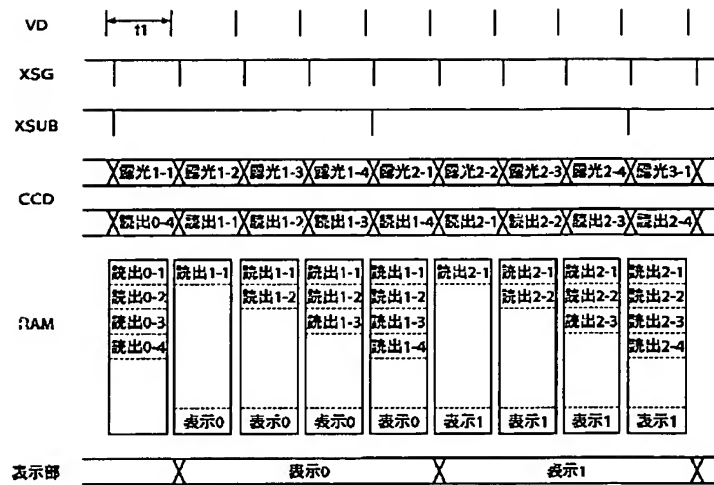 VD
t1
XSG
XSUB
露光1-1 露光1-2 露光1-3 露光1-4 露光2-1 露光2-2 露光2-3 露光2-4 露光3-1
CCD
読出0-4 読出1-1 読出1-2 読出1-3 読出1-4 読出2-1 読出2-2 読出2-3 読出2-4
読出0-1 読出1-1 読出1-1 読出1-1 読出1-1 読出2-1 読出2-1 読出2-1 読出2-1
読出0-2 読出1-2 読出1-2 読出1-2 読出2-2 読出2-2 読出2-2
RAM
読出0-3 読出1-3 読出1-3 読出2-3 読出2-3
読出0-4 読出1-4 読出2-4
表示0 表示0 表示0 表示0 表示1 表示1 表示1 表示1
表示部 表示0 表示1